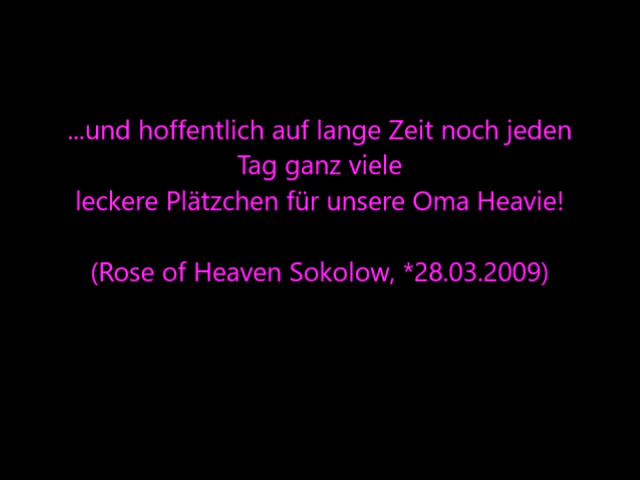 ...und hoffentlich auf lange Zeit noch jeden
Tag ganz viele
leckere Plätzchen für unsere Oma Heavie!
(Rose of Heaven Sokolow, *28.03.2009)